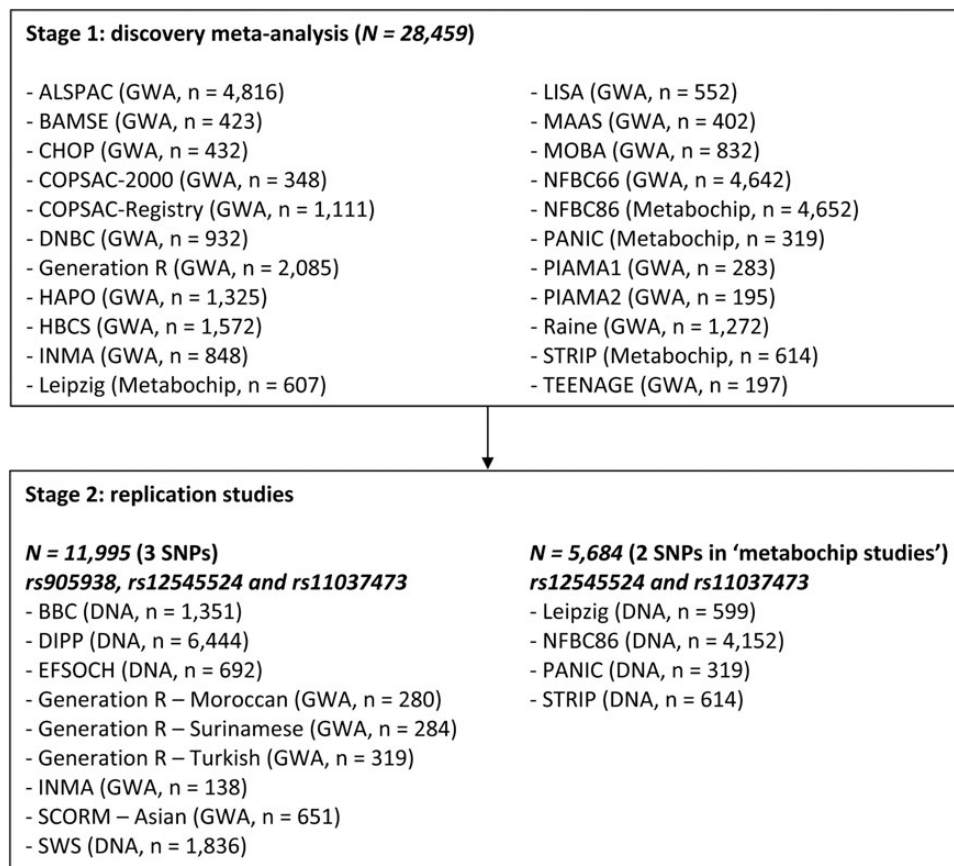 Stage 1: discovery meta-analysis (N = 28,459)
- ALSPAC (GWA, n = 4,816)
- BAMSE (GWA, n = 423)
- CHOP (GWA, n = 432)
- COPSAC-2000 (GWA, n = 348)
- COPSAC-Registry (GWA, n = 1,111)
- DNBC (GWA, n = 932)
- Generation R (GWA, n = 2,085)
- HAPO (GWA, n = 1,325)
- HBCS (GWA, n = 1,572)
- INMA (GWA, n = 848)
- Leipzig (Metabochip, n = 607)
- LISA (GWA, n = 552)
- MAAS (GWA, n = 402)
- MOBA (GWA, n = 832)
- NFBC66 (GWA, n = 4,642)
- NFBC86 (Metabochip, n = 4,652)
- PANIC (Metabochip, n = 319)
- PIAMA1 (GWA, n = 283)
- PIAMA2 (GWA, n = 195)
- Raine (GWA, n = 1,272)
- STRIP (Metabochip, n = 614)
- TEENAGE (GWA, n = 197)
Stage 2: replication studies
N = 11,995 (3 SNPs)
rs905938, rs12545524 and rs11037473
- BBC (DNA, n = 1,351)
- DIPP (DNA, n = 6,444)
- EFSOCH (DNA, n = 692)
- Generation R – Moroccan (GWA, n = 280)
- Generation R – Surinamese (GWA, n = 284)
- Generation R – Turkish (GWA, n = 319)
- INMA (GWA, n = 138)
- SCORM – Asian (GWA, n = 651)
- SWS (DNA, n = 1,836)
N = 5,684 (2 SNPs in ‘metabochip studies’)
rs12545524 and rs11037473
- Leipzig (DNA, n = 599)
- NFBC86 (DNA, n = 4,152)
- PANIC (DNA, n = 319)
- STRIP (DNA, n = 614)